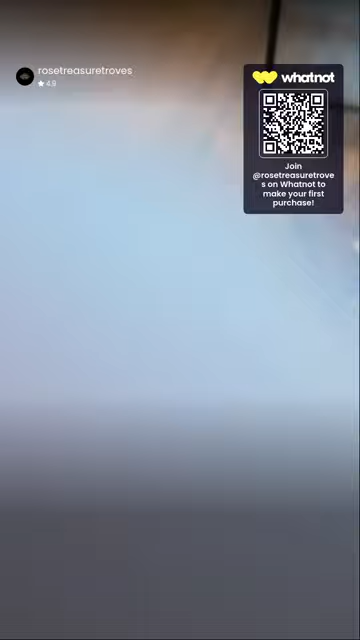 rosetreasuretroves
4.9
whatnot
Join
@rosetreasuretrove
s on Whatnot to
make your first
purchase!